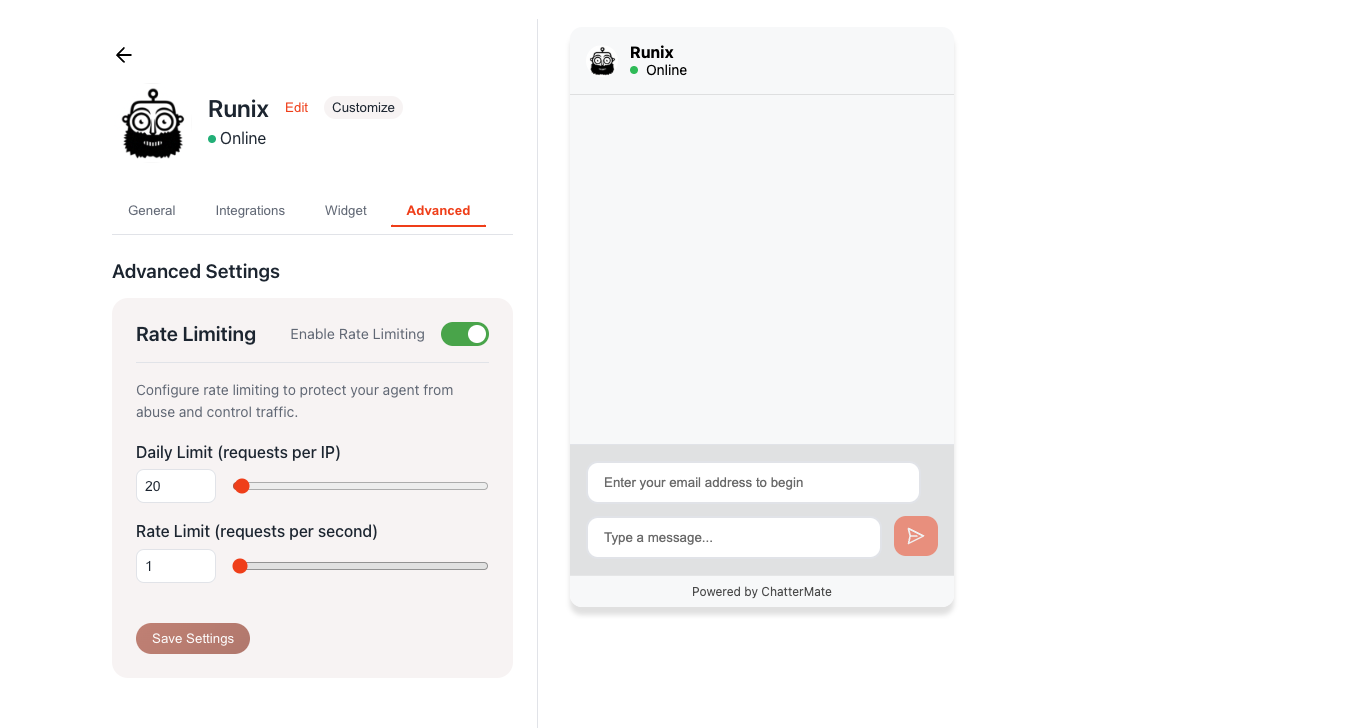 Runix Edit Customize
Online
General Integrations Widget Advanced
Advanced Settings
Rate Limiting Enable Rate Limiting
Configure rate limiting to protect your agent from
abuse and control traffic.
Daily Limit (requests per IP)
20
Rate Limit (requests per second)
1
Save Settings
Runix
Online
Enter your email address to begin
Type a message...
Powered by ChatterMate